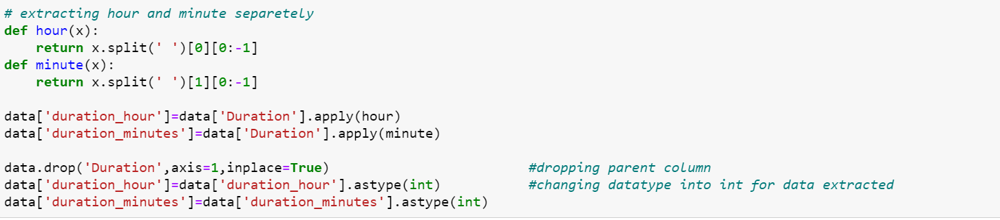 # extracting hour and minute separetely
def hour(x):
    return x.split(' ')[0][0:-1]
def minute(x):
    return x.split(' ')[1][0:-1]

data['duration_hour']=data['Duration'].apply(hour)
data['duration_minutes']=data['Duration'].apply(minute)

data.drop('Duration',axis=1,inplace=True)                         #dropping parent column
data['duration_hour']=data['duration_hour'].astype(int)           #changing datatype into int for data extracted
data['duration_minutes']=data['duration_minutes'].astype(int)